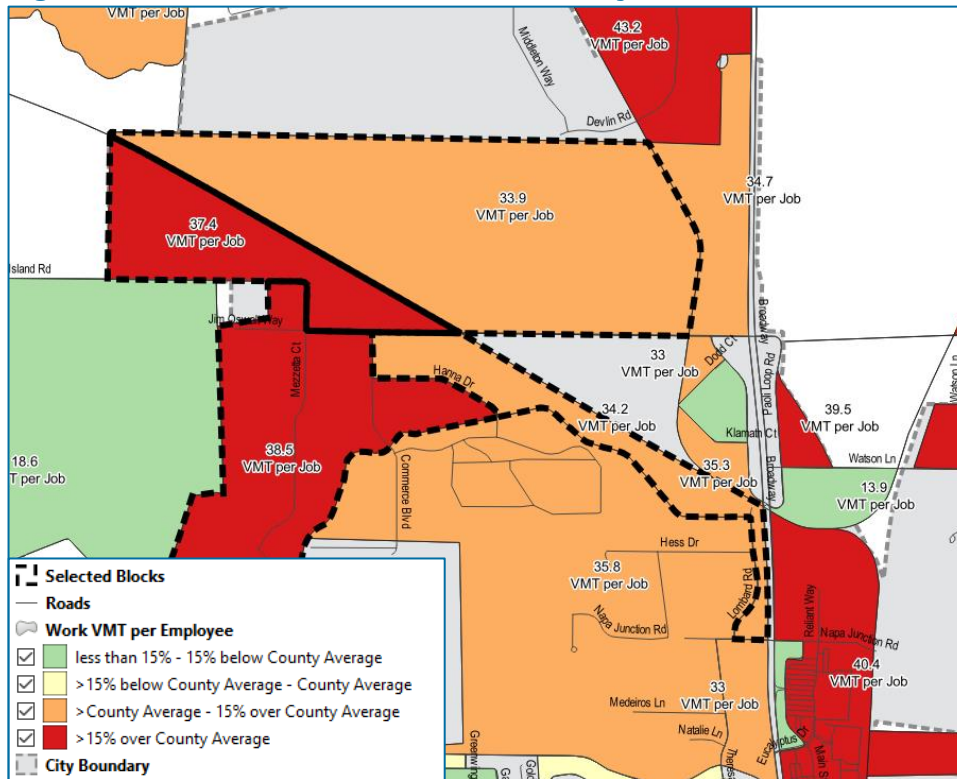 VMT per Job
43.2
VMT per Job
Middleton Way
Devlin Rd
34.7
VMT per Job
33.9
VMT per Job
37.4
VMT per Job
Island Rd
Jim Oswalt Way
Broadway
Dodd Ct
Paoli Loop Rd
33
VMT per Job
Mezzetta Ct
Hanna Dr
34.2
VMT per Job
Klamath Ct
39.5
VMT per Job
Watson Ln
Watson Ln
18.6
T per Job
38.5
VMT per Job
Commerce Blvd
35.3
VMT per Job
Broadway
13.9
VMT per Job
Hess Dr
35.8
VMT per Job
Lombard Rd
Reliant Way
Napa Junction Rd
Napa Junction Rd
40.4
VMT per Job
33
VMT per Job
Medeiros Ln
Natalie Ln
Eucalyptus Dr
Main S
Theres
Greenwing
Gol
Selected Blocks
Roads
Work VMT per Employee
less than 15% - 15% below County Average
>15% below County Average - County Average
>County Average - 15% over County Average
>15% over County Average
City Boundary